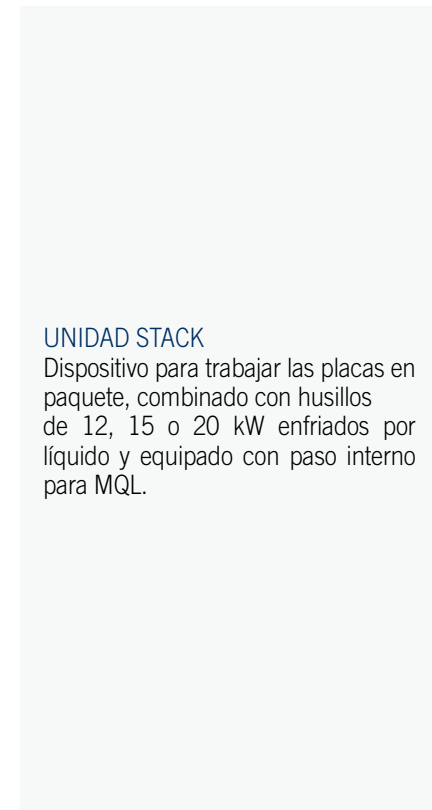 UNIDAD STACK
Dispositivo para trabajar las placas en
paquete, combinado con husillos
de 12, 15 o 20 kW enfriados por
líquido y equipado con paso interno
para MQL.